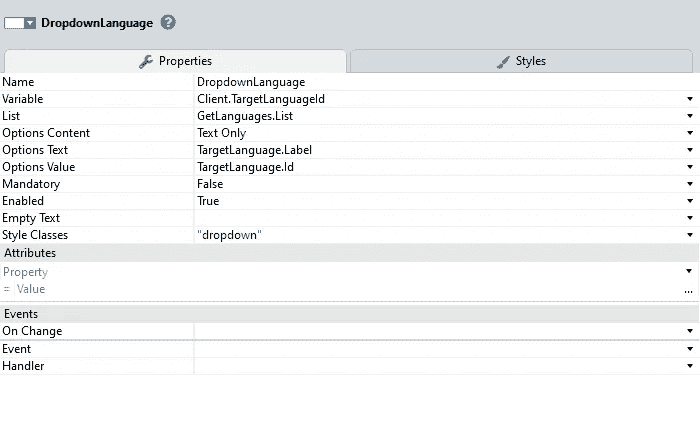 DropdownLanguage ?
Properties Styles
Name DropdownLanguage
Variable Client.TargetLanguageId
List GetLanguages.List
Options Content Text Only
Options Text TargetLanguage.Label
Options Value TargetLanguage.Id
Mandatory False
Enabled True
Empty Text
Style Classes "dropdown"
Attributes
Property
= Value ...
Events
On Change
Event
Handler